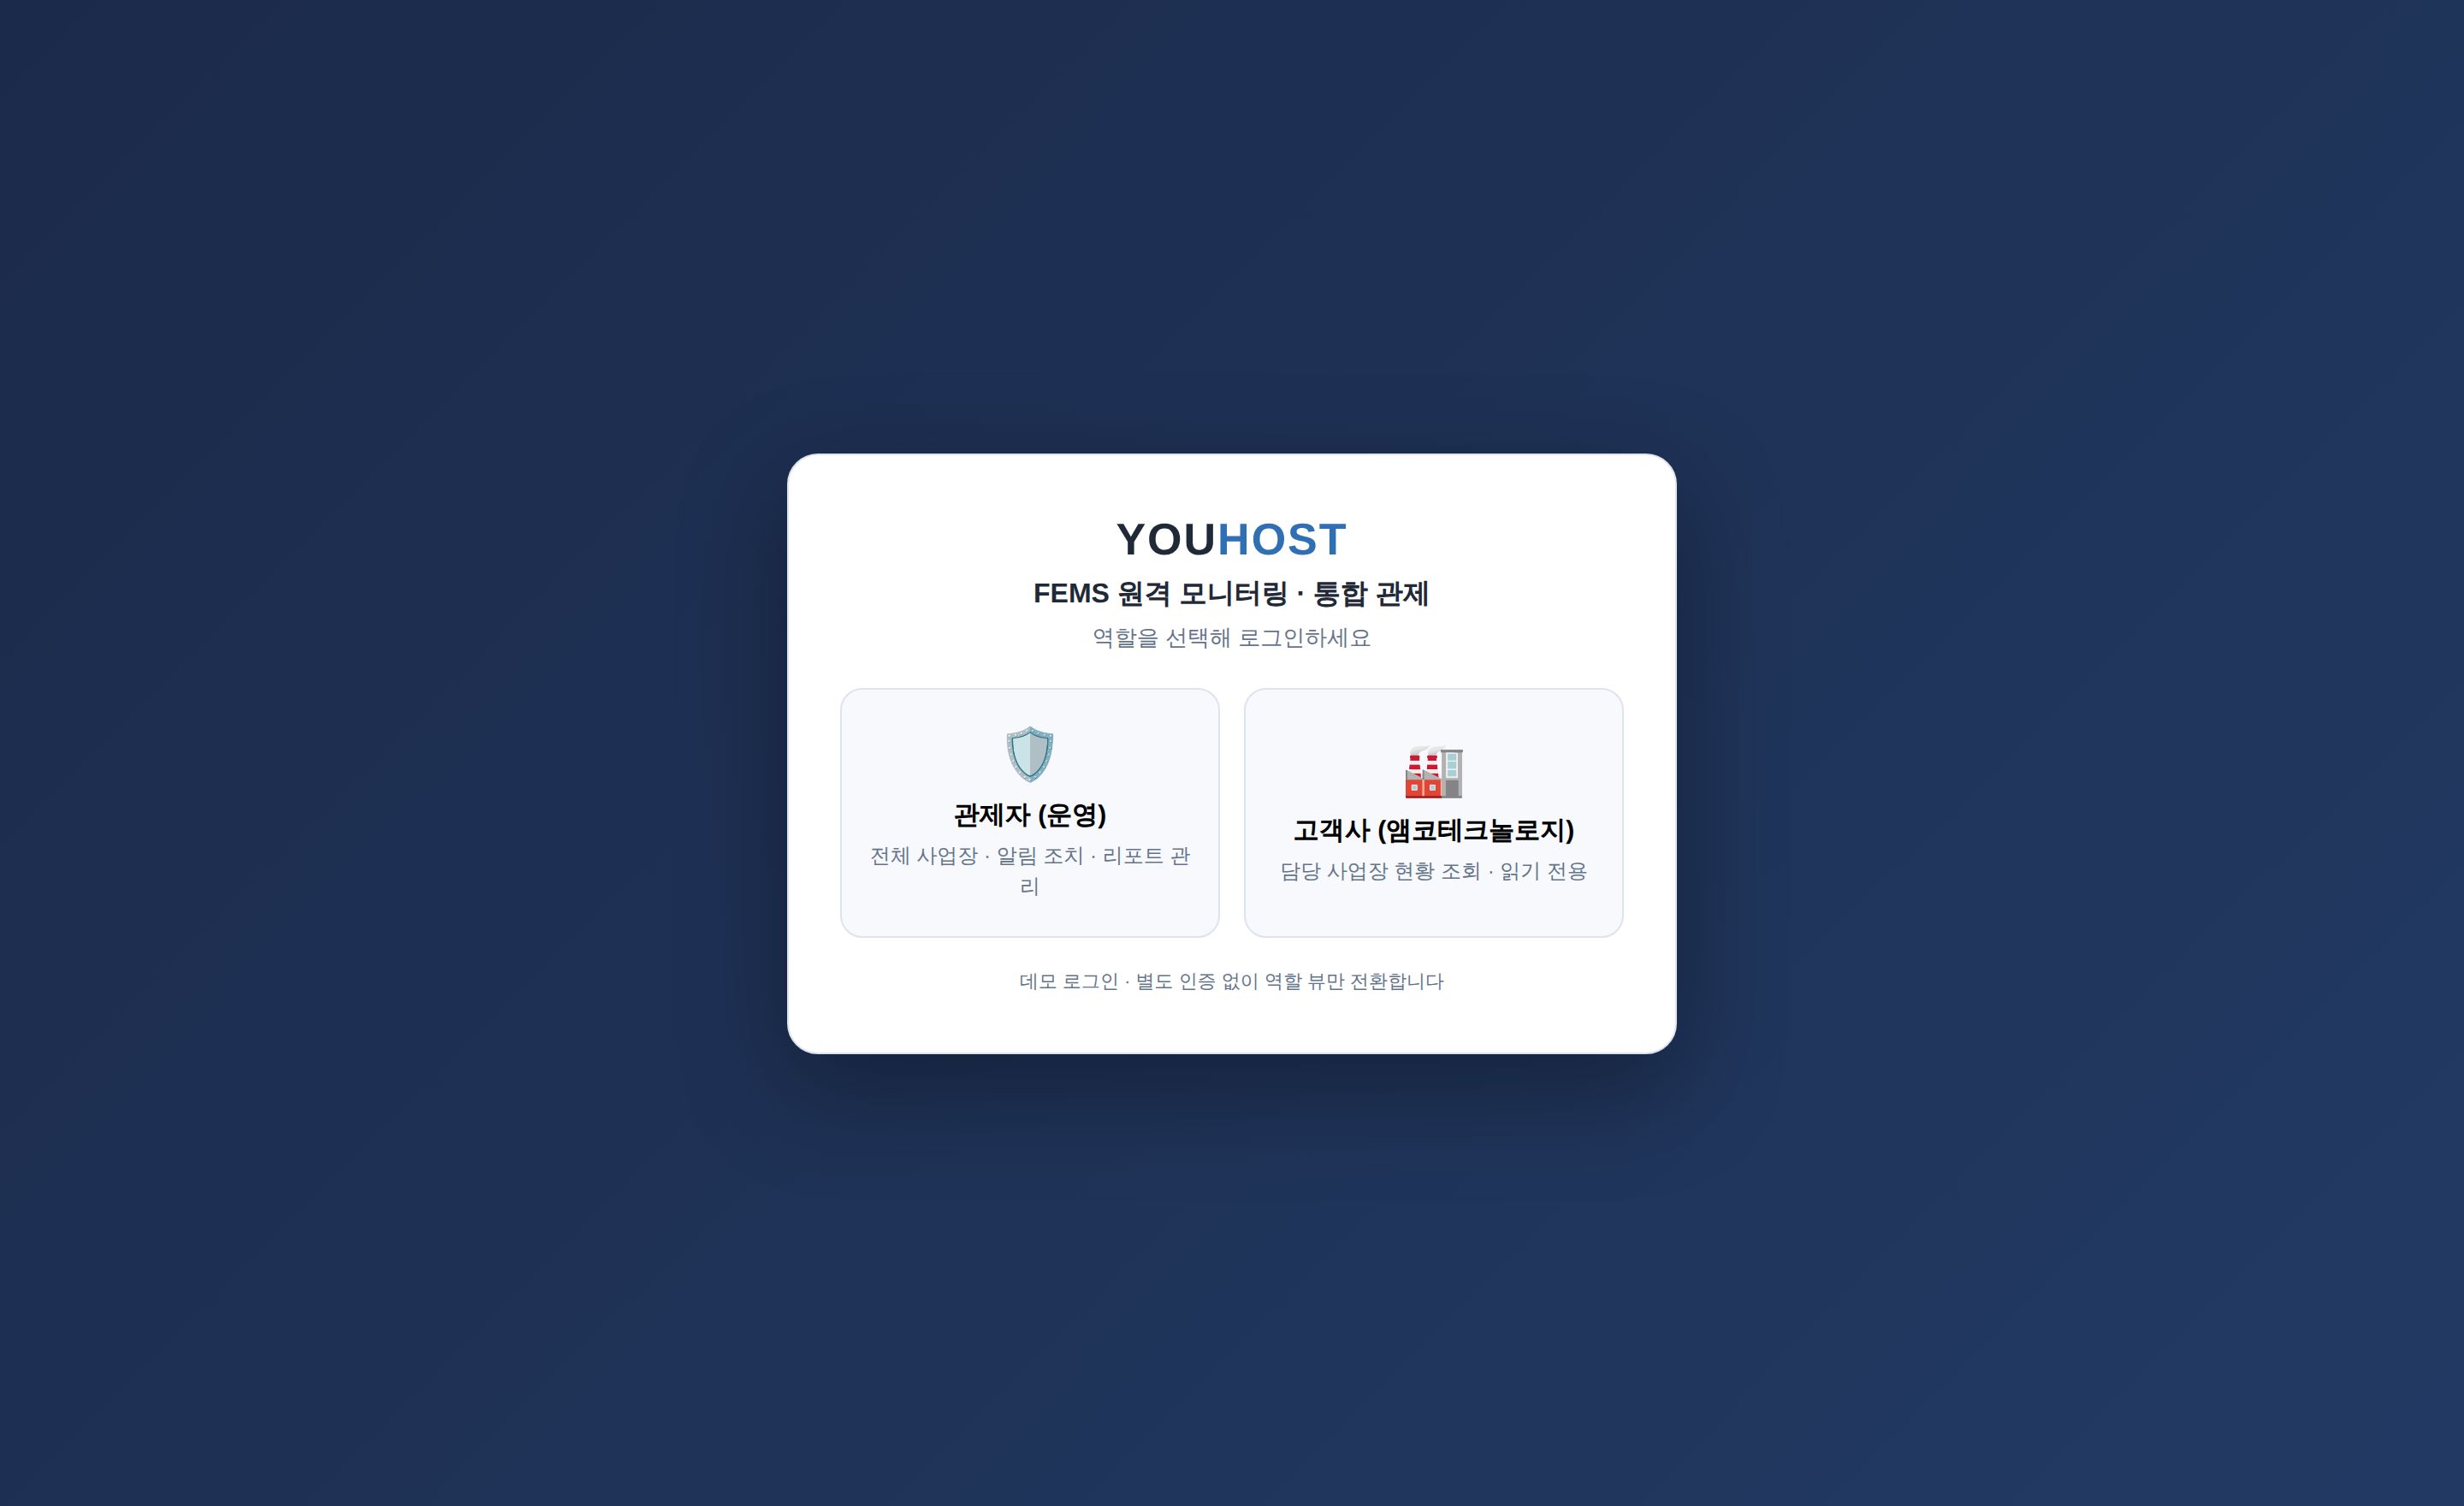 YOUHOST
FEMS 원격 모니터링 · 통합 관제
역할을 선택해 로그인하세요
관제자 (운영)
전체 사업장 · 알림 조치 · 리포트 관
리
고객사 (앰코테크놀로지)
담당 사업장 현황 조회 · 읽기 전용
데모 로그인 · 별도 인증 없이 역할 뷰만 전환합니다